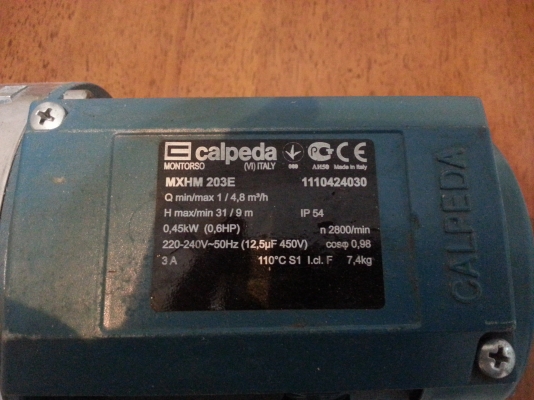 calpeda
MONTORSO (VI) ITALY Made in Italy
MXHM 203E 1110424030
Q min/max 1 / 4,8 m³/h
H max/min 31 / 9 m IP 54
0,45kW (0,6HP) n 2800/min
220-240V~50Hz (12,5µF 450V) cosφ 0,98
3 A 110°C S1 I.cl. F 7,4kg
CALPEDA